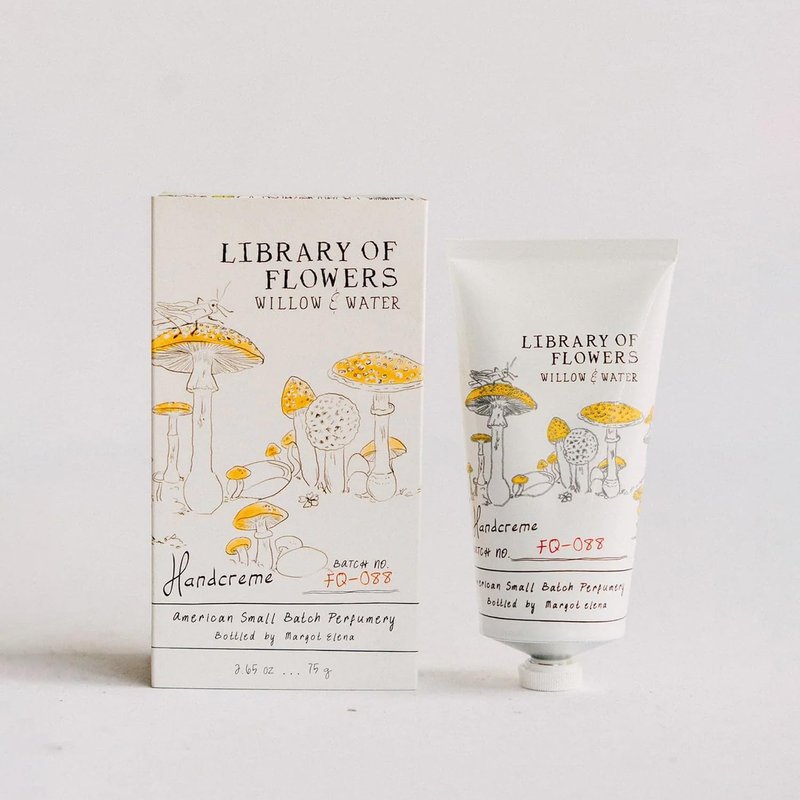 LIBRARY OF
FLOWERS
WILLOW & WATER
Handcreme
BATCH NO.
FQ-088
American Small Batch Perfumery
Bottled by Margot Elena
2.65 oz ... 75 g
LIBRARY OF
FLOWERS
WILLOW & WATER
Handcreme
BATCH NO. FQ-088
American Small Batch Perfumery
Bottled by Margot Elena